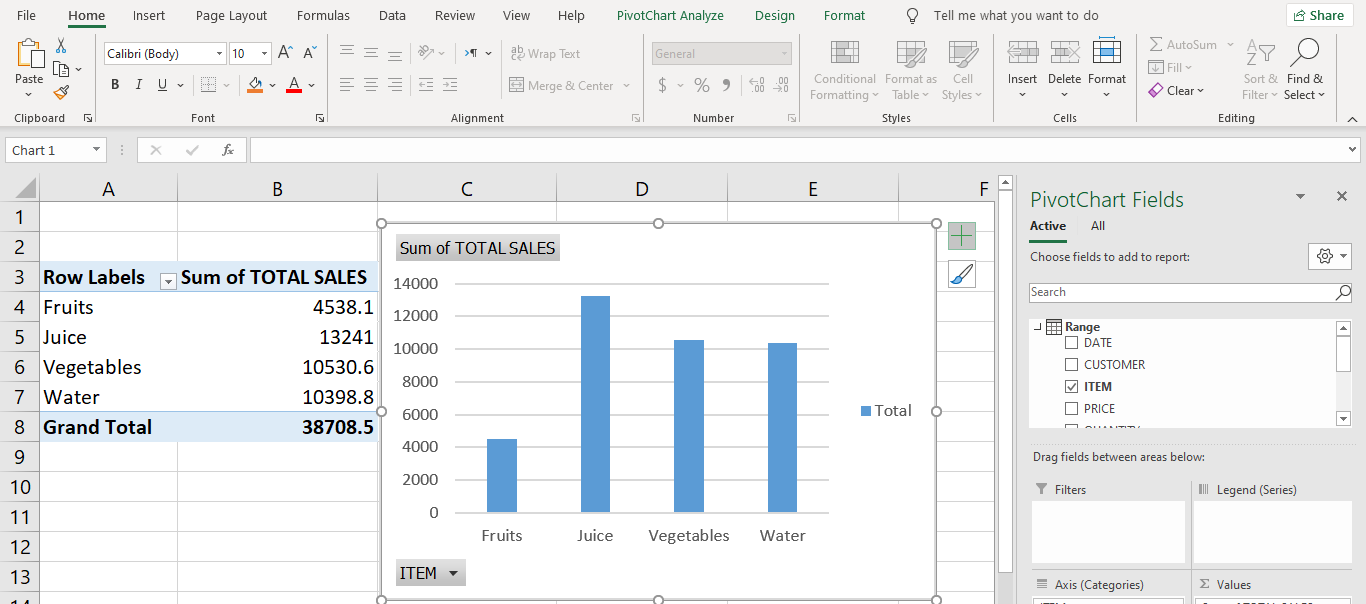 File Home Insert Page Layout Formulas Data Review View Help PivotChart Analyze Design Format Tell me what you want to do Share
Calibri (Body) 10 Wrap Text General AutoSum
Paste Conditional Format as Cell Insert Delete Format Fill Sort & Find &
B I U A Merge & Center $ % Formatting Table Styles Clear Filter Select
Clipboard Font Alignment Number Styles Cells Editing
Chart 1 fx
A B C D E F
PivotChart Fields
Active All
Choose fields to add to report:
Search
Range
DATE
CUSTOMER
ITEM
PRICE
Drag fields between areas below:
Filters Legend (Series)
Axis (Categories) Σ Values
1
2
3 Row Labels Sum of TOTAL SALES
4 Fruits 4538.1
5 Juice 13241
6 Vegetables 10530.6
7 Water 10398.8
8 Grand Total 38708.5
9
10
11
12
13
Sum of TOTAL SALES
14000
12000
10000
8000
6000
4000
2000
0
Fruits Juice Vegetables Water
Total
ITEM